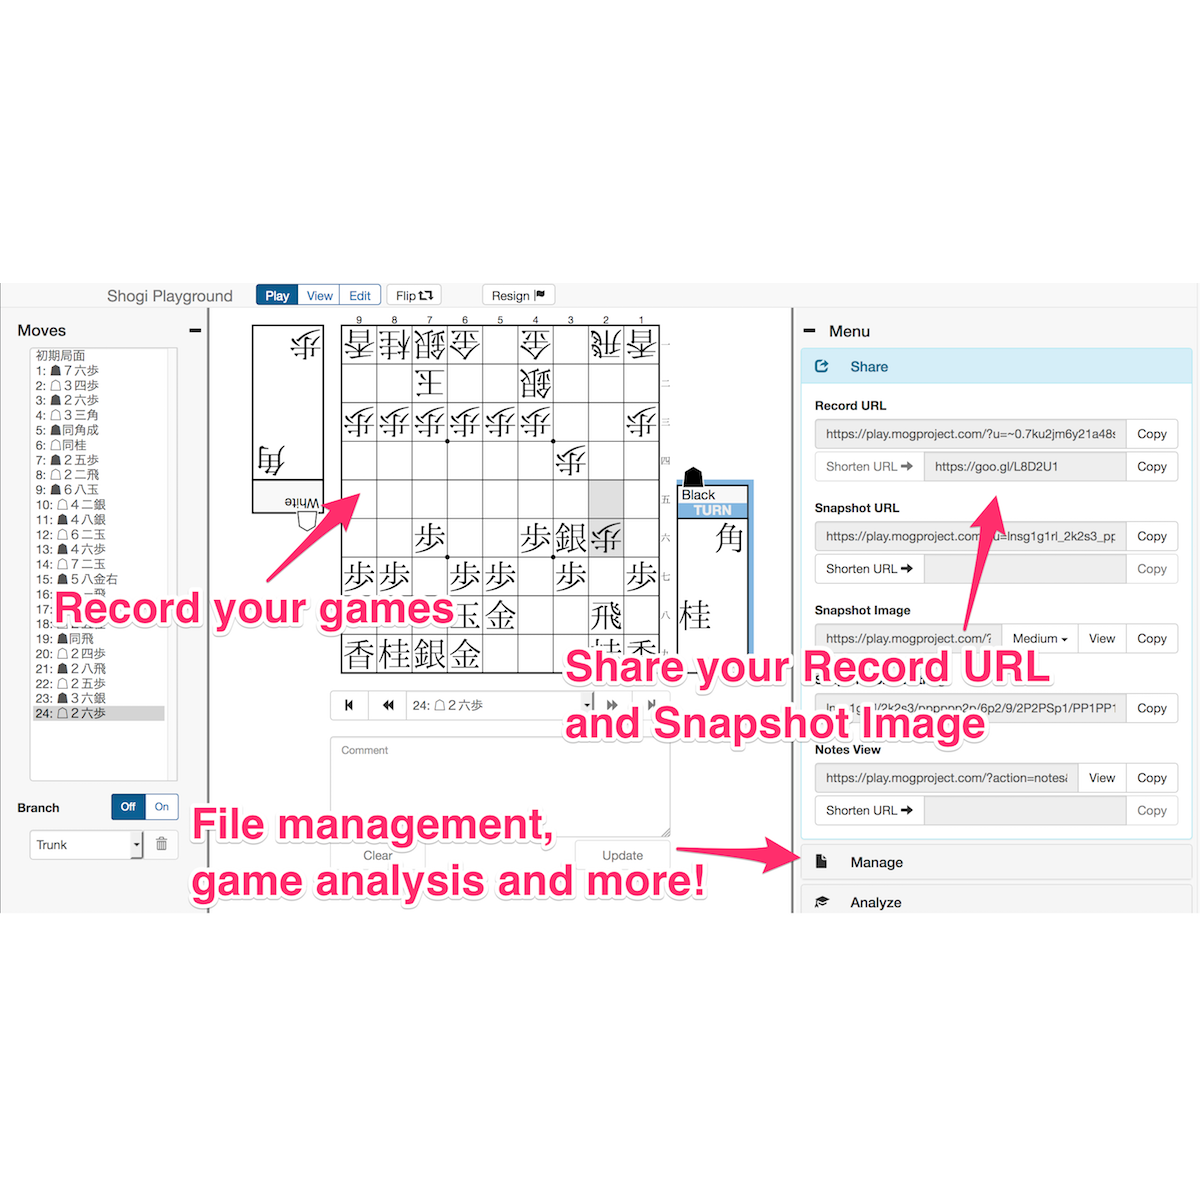 Shogi Playground
Play View Edit Flip Resign
Moves
初期局面
1: ☗７六歩
2: ☖３四歩
3: ☗２六歩
4: ☖３三角
5: ☗同角成
6: ☖同桂
7: ☗２五歩
8: ☖２二飛
9: ☗６八玉
10: ☖４二銀
11: ☗４八銀
12: ☖６二玉
13: ☗４六歩
14: ☖７二玉
15: ☗５八金右
16:
17:
18:
19: ☗同飛
20: ☖２四歩
21: ☗２八飛
22: ☖２五歩
23: ☗３六銀
24: ☖２六歩
Branch Off On
Trunk
歩
角
White
9 8 7 6 5 4 3 2 1
香 桂 銀 金 金 飛 香 一
玉 銀 二
歩 歩 歩 歩 歩 歩 歩 三
歩 四
五
歩 歩 銀 歩 六
歩 歩 歩 歩 歩 歩 七
玉 金 飛 八
香 桂 銀 金 桂 香
Black
TURN
角
桂
24: ☖２六歩
Comment
Clear Update
Record your games
Share your Record URL
and Snapshot Image
File management,
game analysis and more!
Menu
Share
Record URL
https://play.mogproject.com/?u=~0.7ku2jm6y21a48s Copy
Shorten URL https://goo.gl/L8D2U1 Copy
Snapshot URL
https://play.mogproject.com u=lnsg1g1rl_2k2s3_pp Copy
Shorten URL Copy
Snapshot Image
https://play.mogproject.com/? Medium View Copy
/2k2s3/pppppp2p/6p2/9/2P2PSp1/PP1PP1 Copy
Notes View
https://play.mogproject.com/?action=notes& View Copy
Shorten URL Copy
Manage
Analyze